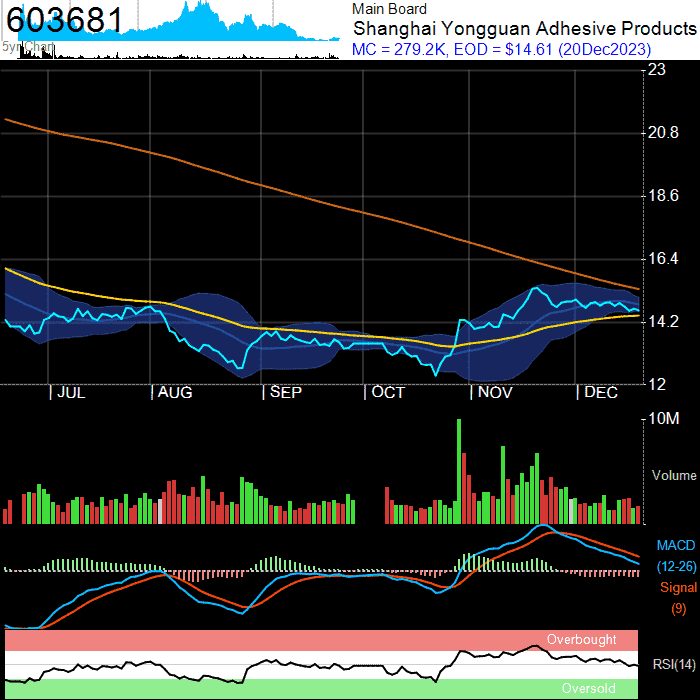 603681
Main Board
Shanghai Yongguan Adhesive Products
MC = 279.2K, EOD = $14.61 (20Dec2023)
5yr Chart
23
20.8
18.6
16.4
14.2
12
| JUL | AUG | SEP | OCT | NOV | DEC
10M
Volume
MACD
(12-26)
Signal
(9)
Overbought
RSI(14)
Oversold